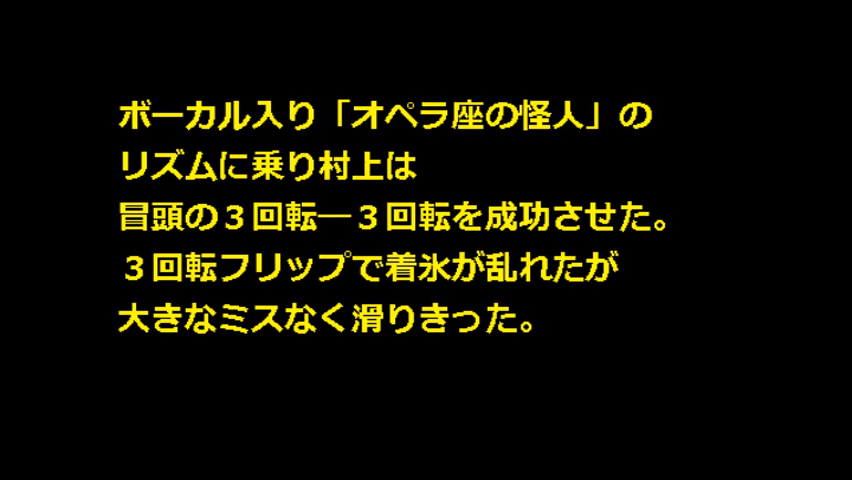 ボーカル入り「オペラ座の怪人」の
リズムに乗り村上は
冒頭の３回転―３回転を成功させた。
３回転フリップで着氷が乱れたが
大きなミスなく滑りきった。